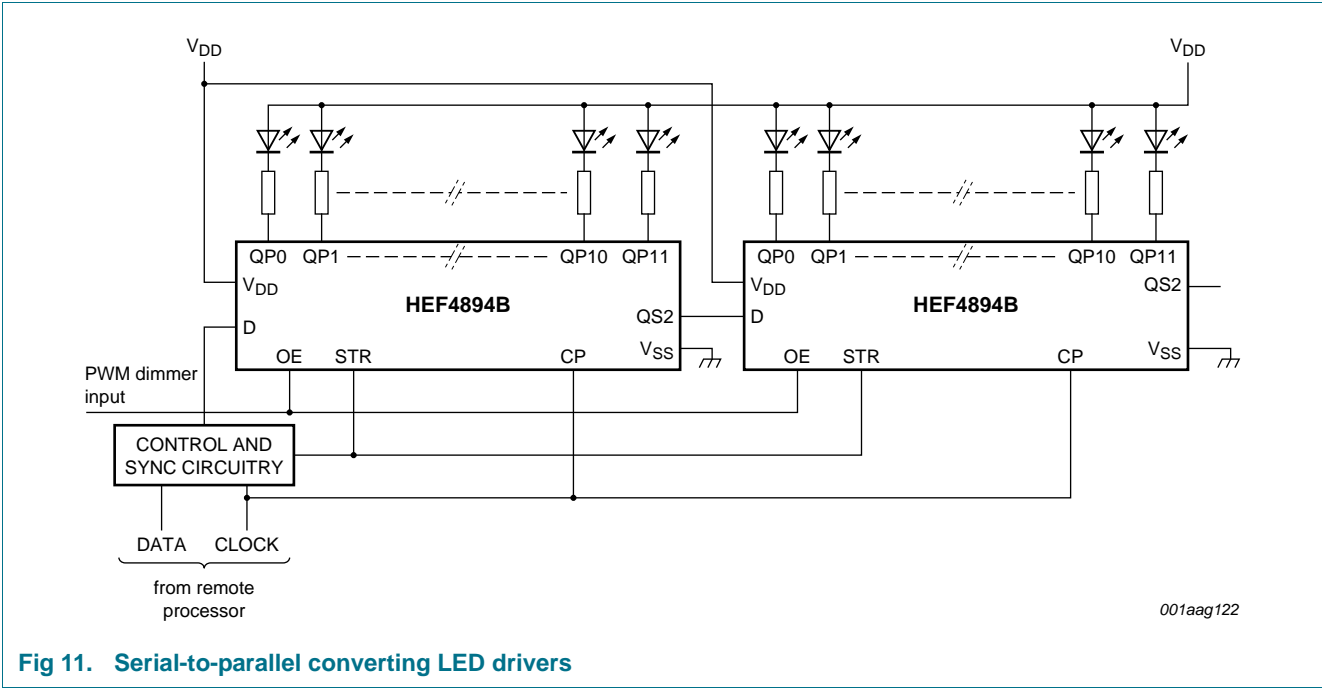 VDD VDD
QP0 QP1 QP10 QP11 QP0 QP1 QP10 QP11
VDD VDD QS2
HEF4894B HEF4894B
D QS2 D
VSS VSS
OE STR CP OE STR CP
PWM dimmer
input
CONTROL AND
SYNC CIRCUITRY
DATA CLOCK
from remote
processor
001aag122
Fig 11. Serial-to-parallel converting LED drivers